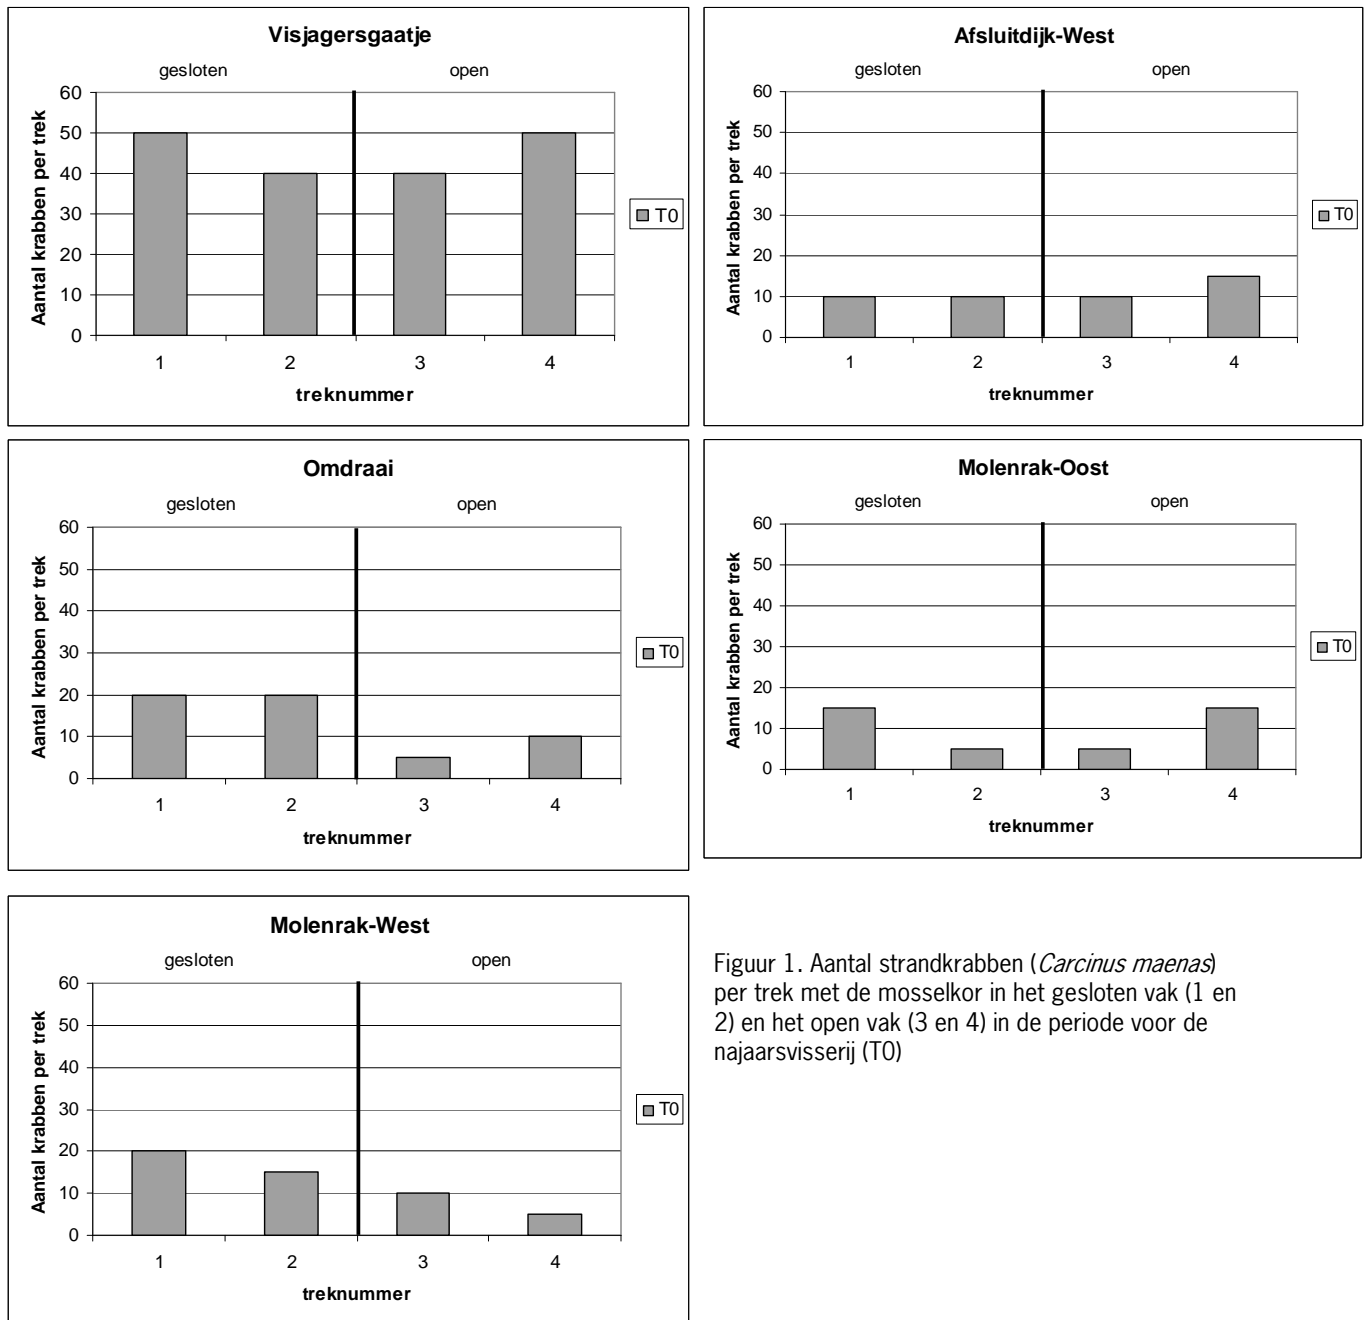 Visjagersgaatje
gesloten open
60
50
40
30
20
10
0
Aantal krabben per trek
1 2 3 4
treknummer
T0
Afsluitdijk-West
gesloten open
60
50
40
30
20
10
0
Aantal krabben per trek
1 2 3 4
treknummer
T0
Omdraai
gesloten open
60
50
40
30
20
10
0
Aantal krabben per trek
1 2 3 4
treknummer
T0
Molenrak-Oost
gesloten open
60
50
40
30
20
10
0
Aantal krabben per trek
1 2 3 4
treknummer
T0
Molenrak-West
gesloten open
60
50
40
30
20
10
0
Aantal krabben per trek
1 2 3 4
treknummer
T0
Figuur 1. Aantal strandkrabben (Carcinus maenas)
per trek met de mosselkor in het gesloten vak (1 en
2) en het open vak (3 en 4) in de periode voor de
najaarsvisserij (T0)